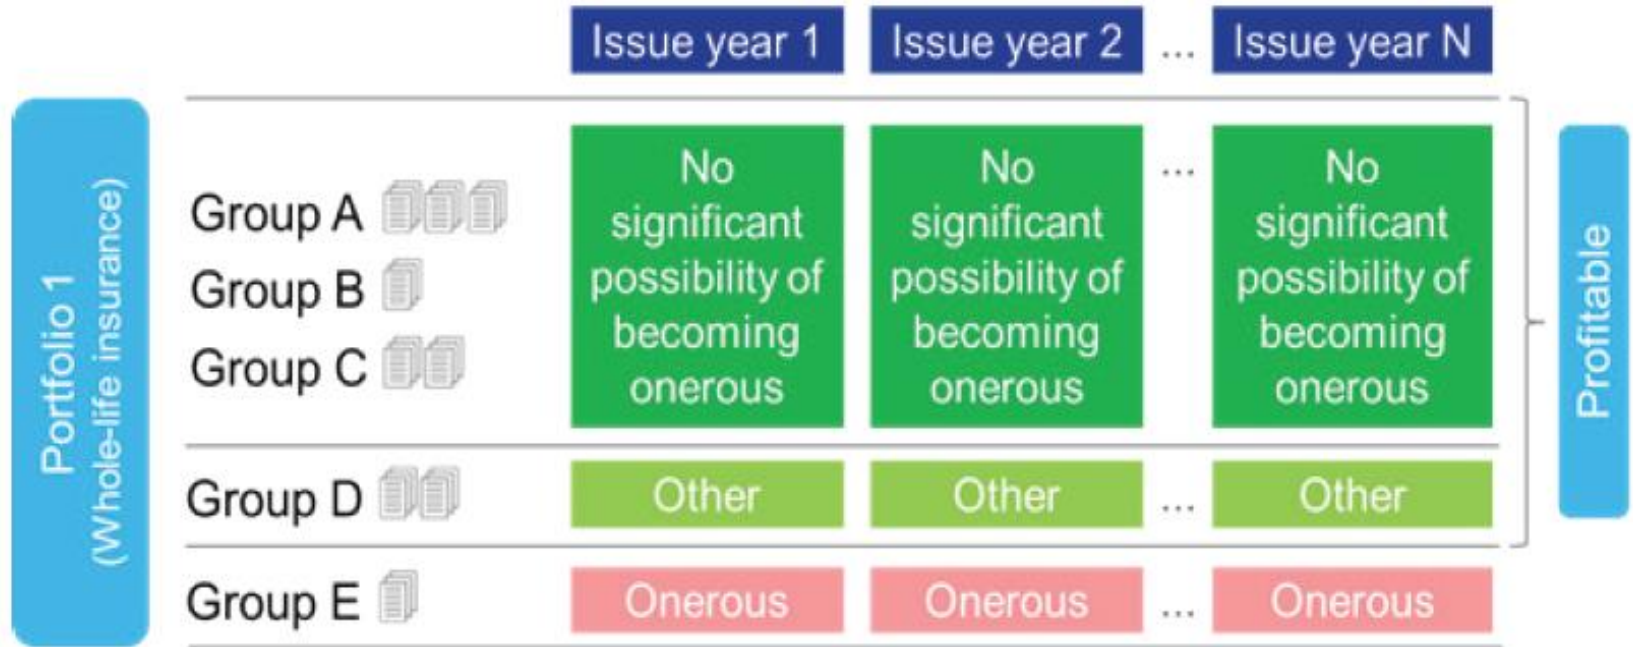 Issue year 1
Issue year 2
...
Issue year N
Portfolio 1
(Whole-life insurance)
Group A
Group B
Group C
No
significant
possibility of
becoming
onerous
No
significant
possibility of
becoming
onerous
...
No
significant
possibility of
becoming
onerous
Profitable
Group D
Other
Other
...
Other
Group E
Onerous
Onerous
...
Onerous